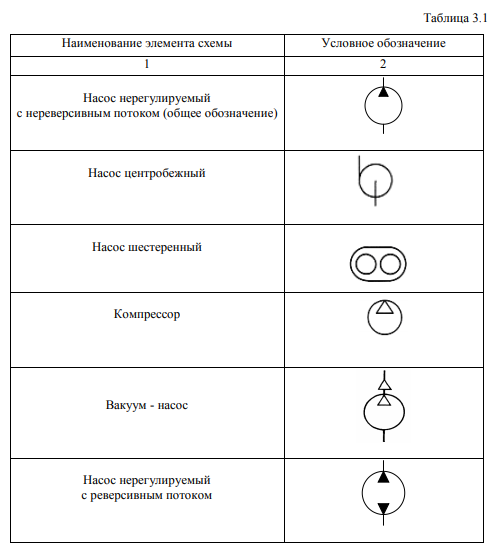 Таблица 3.1
Наименование элемента схемы
Условное обозначение
1
2
Насос нерегулируемый
с нереверсивным потоком (общее обозначение)
Насос центробежный
Насос шестеренный
Компрессор
Вакуум - насос
Насос нерегулируемый
с реверсивным потоком